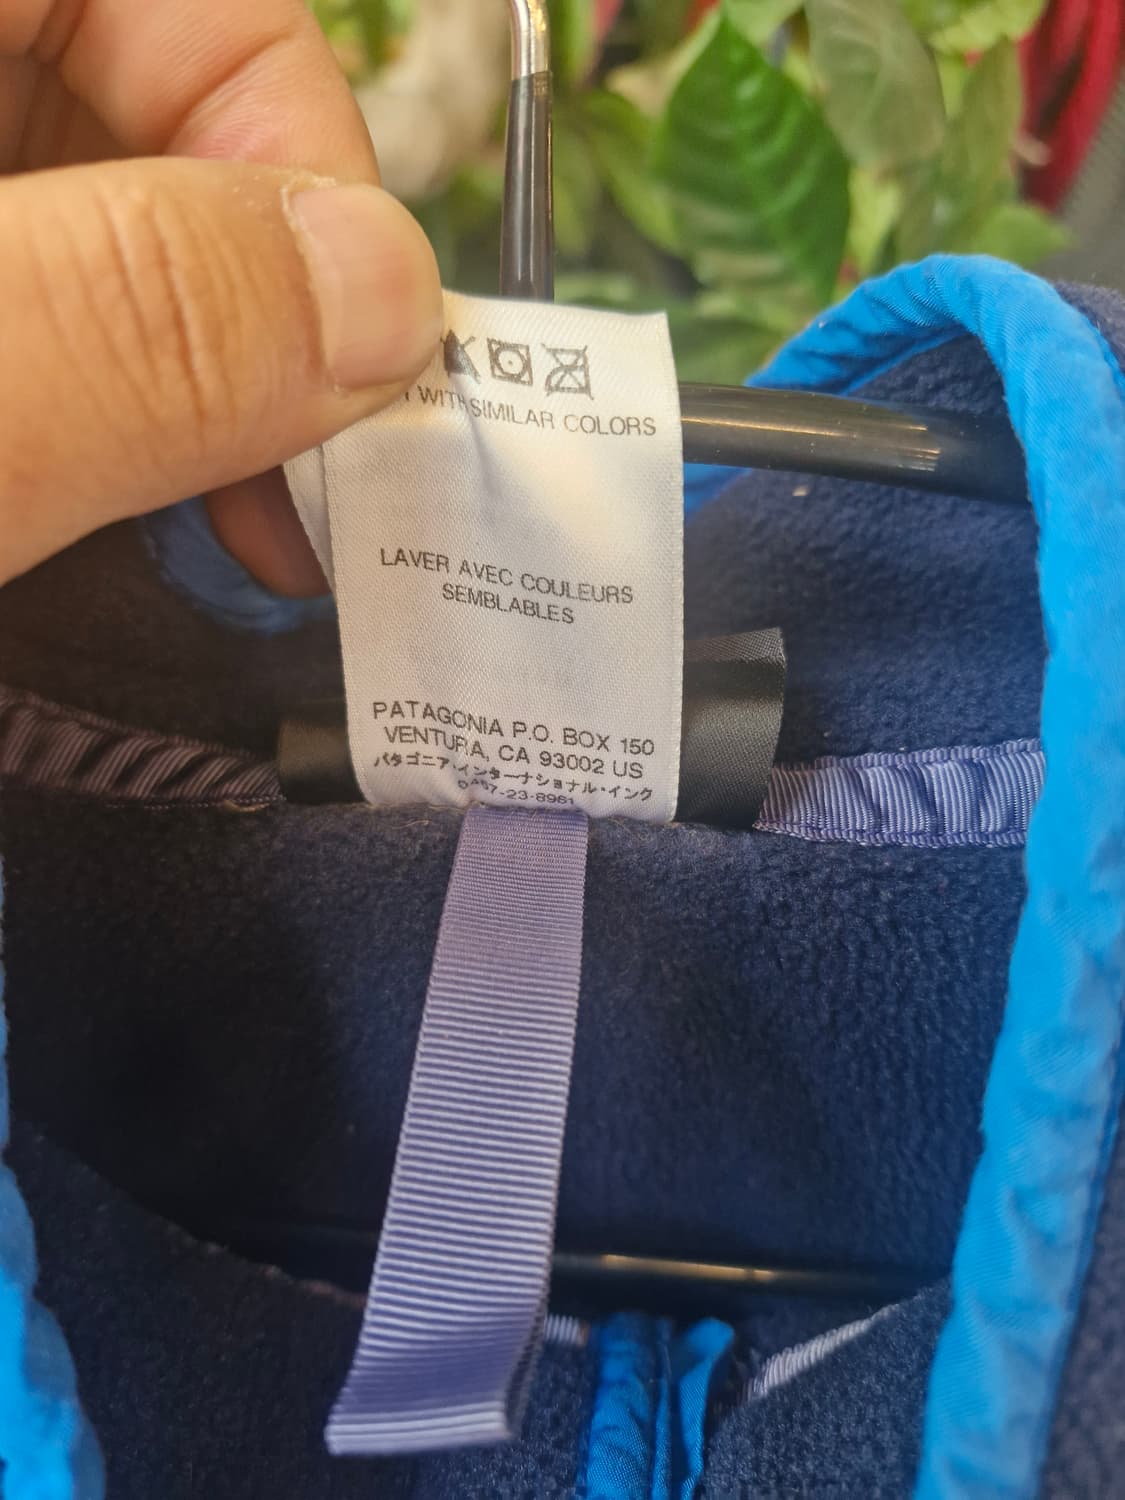 WITH SIMILAR COLORS
LAVER AVEC COULEURS
SEMBLABLES
PATAGONIA P.O. BOX 150
VENTURA, CA 93002 US
パタゴニア・インターナショナル・インク